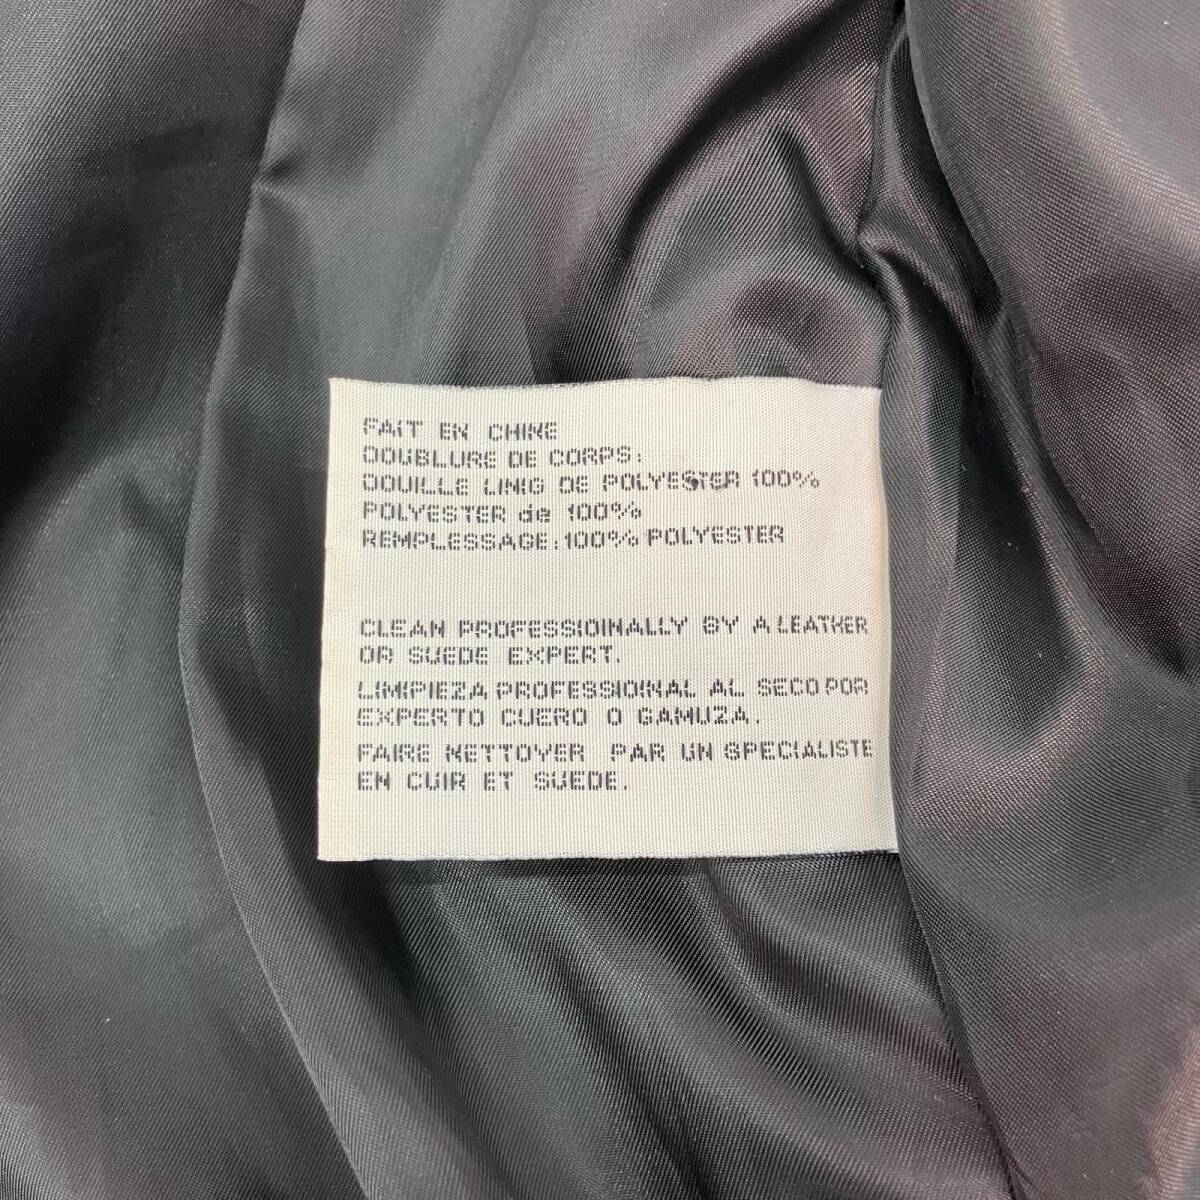 FAIT EN CHINE
DOUBLURE DE CORPS:
DOUILLE LINIG DE POLYESTER 100%
POLYESTER de 100%
REMPLESSAGE:100% POLYESTER
CLEAN PROFESSIOINALLY BY A LEATHER
OR SUEDE EXPERT.
LIMPIEZA PROFESSIOINAL AL SECO POR
EXPERTO CUERO O GAMUZA.
FAIRE NETTOYER PAR UN SPECIALISTE
EN CUIR ET SUEDE.